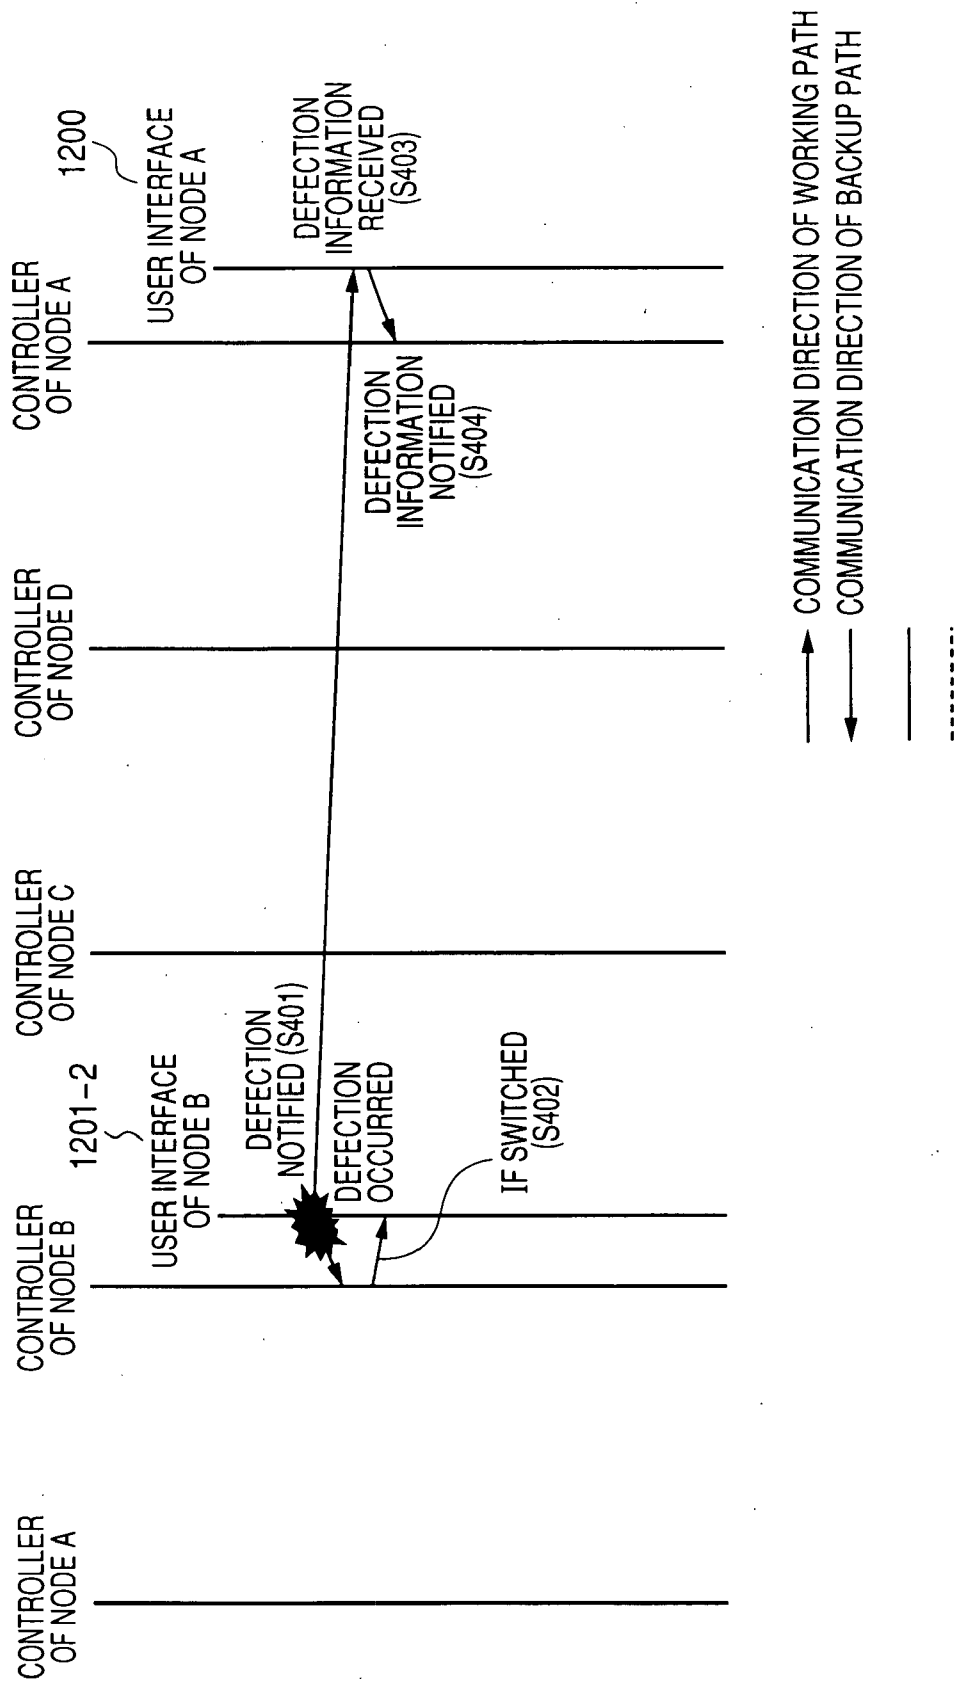 CONTROLLER
OF NODE A
CONTROLLER
OF NODE B
1201-2
USER INTERFACE
OF NODE B
CONTROLLER
OF NODE C
CONTROLLER
OF NODE D
CONTROLLER
OF NODE A
1200
USER INTERFACE
OF NODE A
DEFECTION
NOTIFIED (S401)
DEFECTION
OCCURRED
IF SWITCHED
(S402)
DEFECTION
INFORMATION
RECEIVED
(S403)
DEFECTION
INFORMATION
NOTIFIED
(S404)
COMMUNICATION DIRECTION OF WORKING PATH
COMMUNICATION DIRECTION OF BACKUP PATH